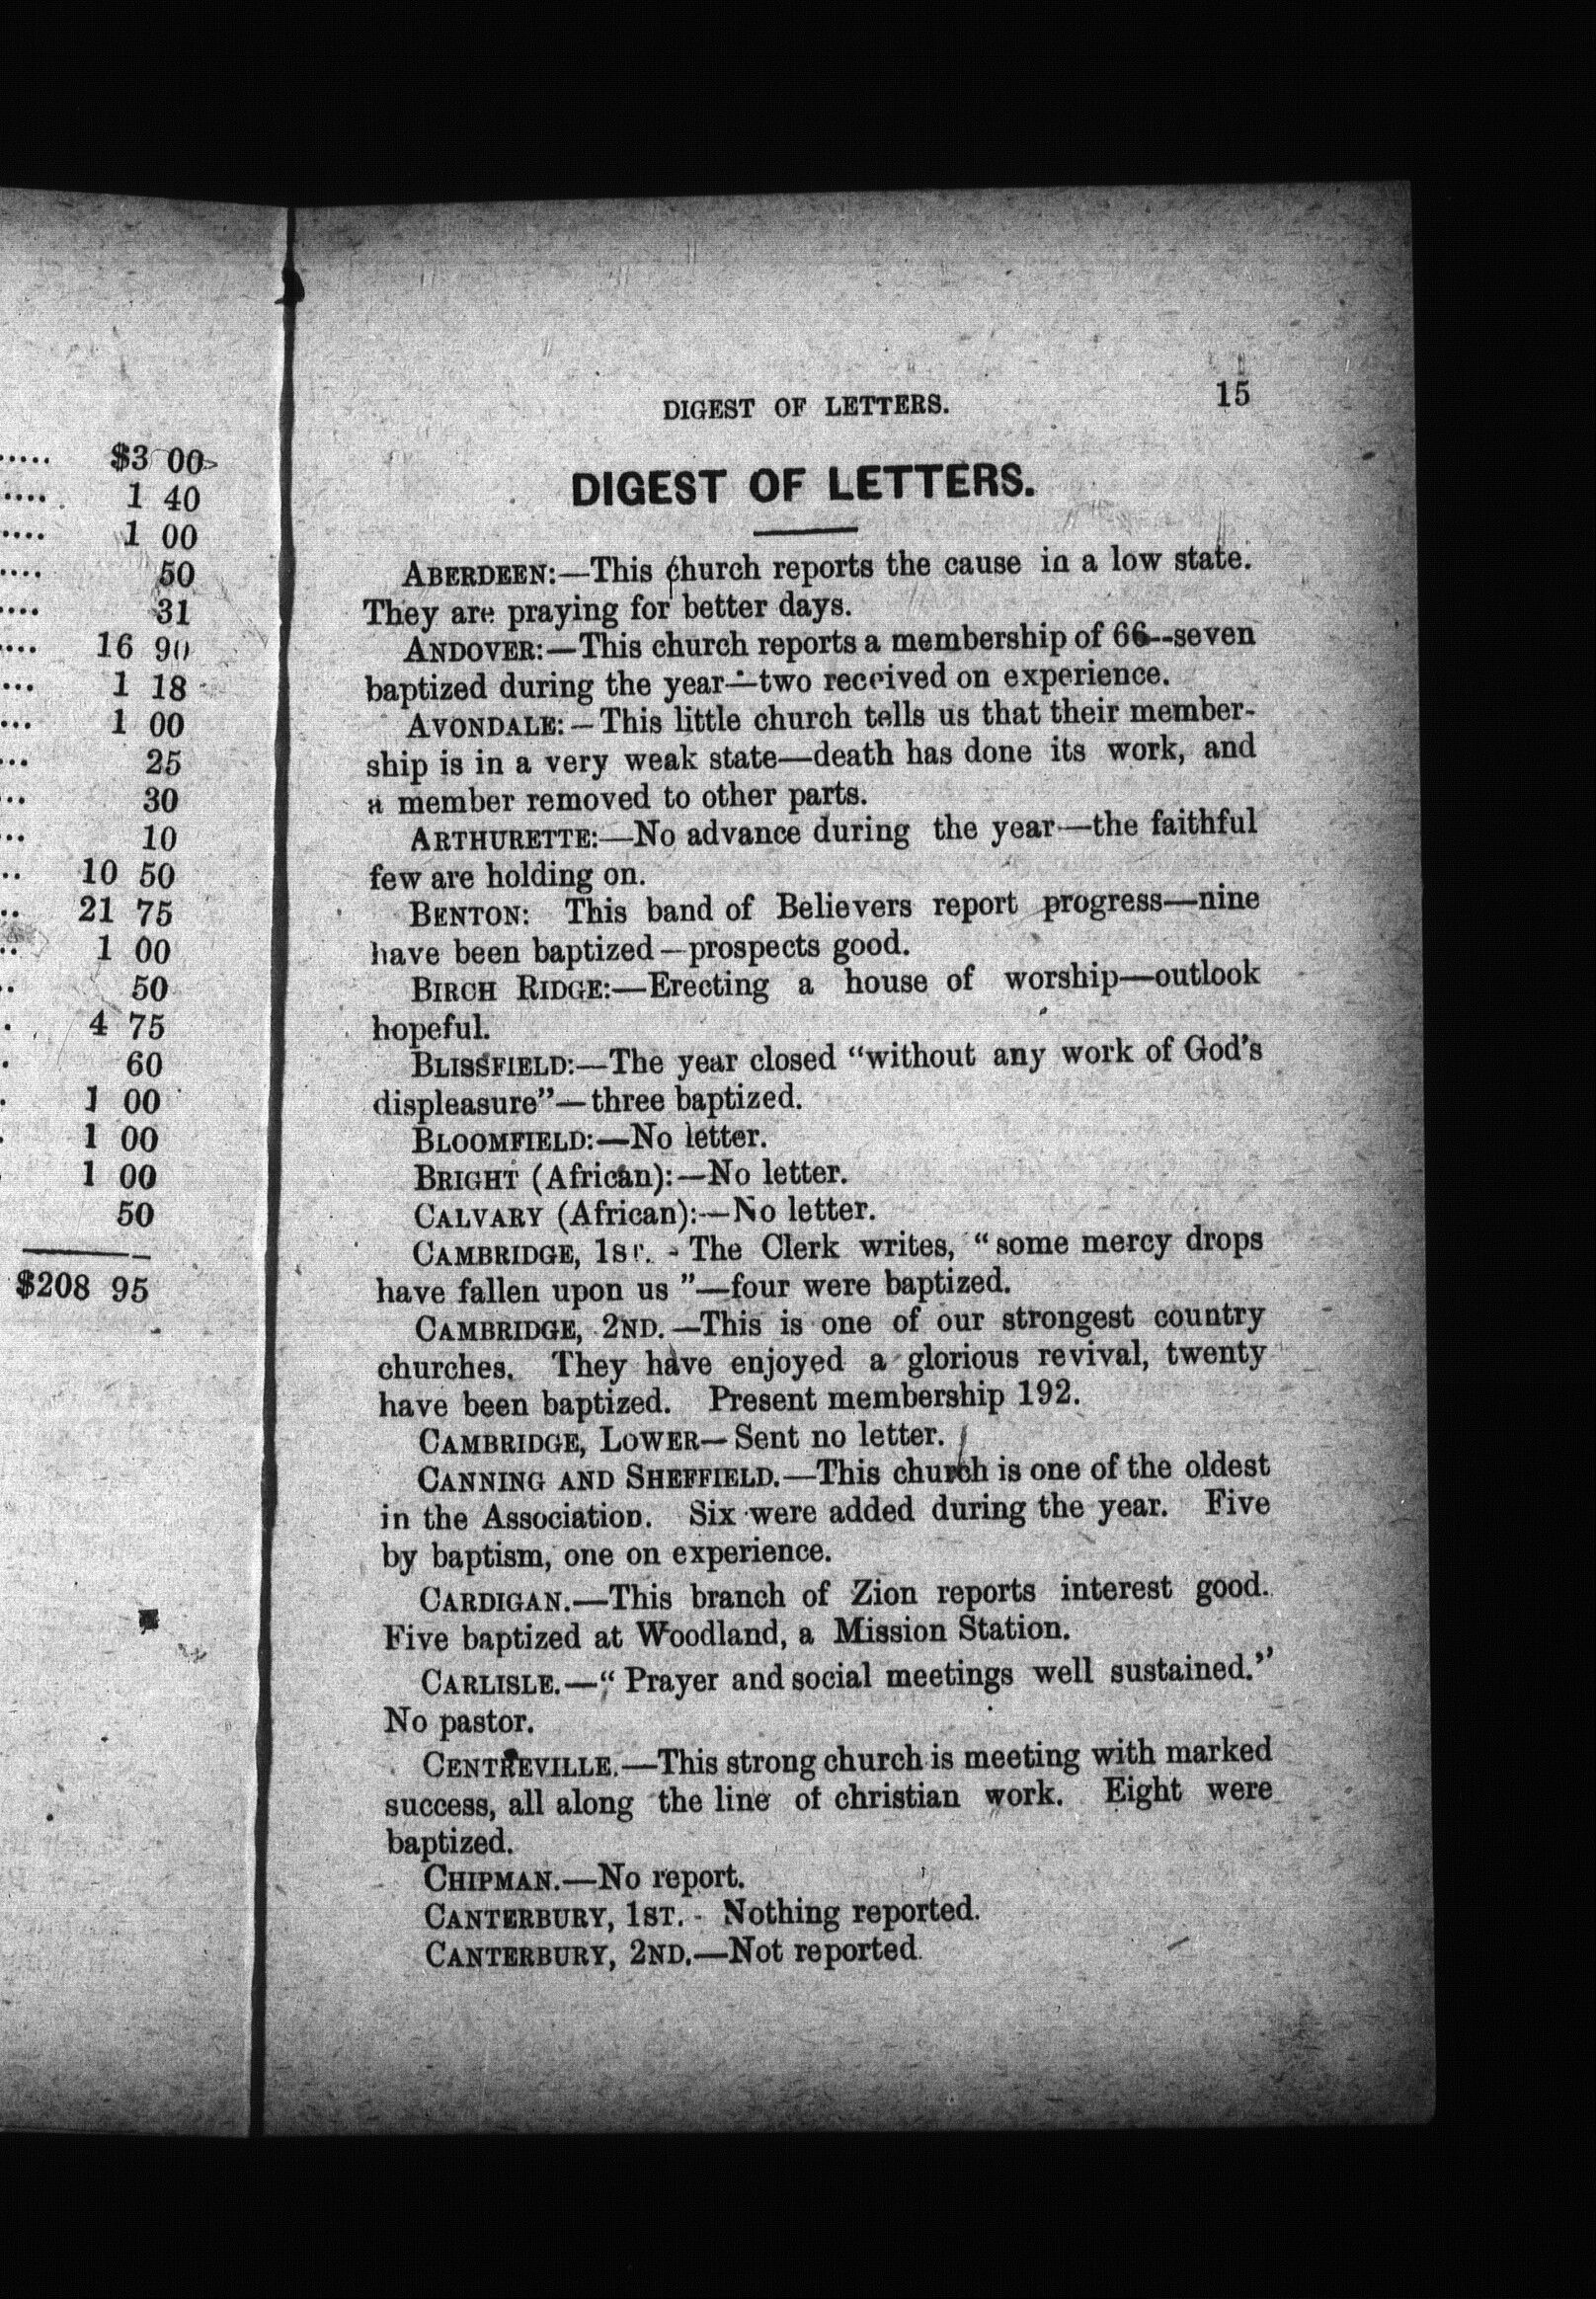 ..... $3 00
.... 1 40
.... 1 00
.... 50
.... 31
.... 16 90
... 1 18
... 1 00
... 25
... 30
... 10
.. 10 50
.. 21 75
.. 1 00
.. 50
. 4 75
. 60
. 1 00
. 1 00
. 1 00
50
$208 95
DIGEST OF LETTERS. 15
DIGEST OF LETTERS.
ABERDEEN:—This church reports the cause in a low state.
They are praying for better days.
ANDOVER:—This church reports a membership of 66--seven
baptized during the year—two received on experience.
AVONDALE:—This little church tells us that their member-
ship is in a very weak state—death has done its work, and
a member removed to other parts.
ARTHURETTE:—No advance during the year—the faithful
few are holding on.
BENTON: This band of Believers report progress—nine
have been baptized—prospects good.
BIRCH RIDGE:—Erecting a house of worship—outlook
hopeful.
BLISSFIELD:—The year closed "without any work of God's
displeasure"—three baptized.
BLOOMFIELD:—No letter.
BRIGHT (African):—No letter.
CALVARY (African):—No letter.
CAMBRIDGE, 1ST. - The Clerk writes, "some mercy drops
have fallen upon us"—four were baptized.
CAMBRIDGE, 2ND.—This is one of our strongest country
churches. They have enjoyed a glorious revival, twenty
have been baptized. Present membership 192.
CAMBRIDGE, LOWER—Sent no letter.
CANNING AND SHEFFIELD.—This church is one of the oldest
in the Association. Six were added during the year. Five
by baptism, one on experience.
CARDIGAN.—This branch of Zion reports interest good.
Five baptized at Woodland, a Mission Station.
CARLISLE.—"Prayer and social meetings well sustained."
No pastor.
CENTREVILLE.—This strong church is meeting with marked
success, all along the line of christian work. Eight were
baptized.
CHIPMAN.—No report.
CANTERBURY, 1ST. - Nothing reported.
CANTERBURY, 2ND.—Not reported.